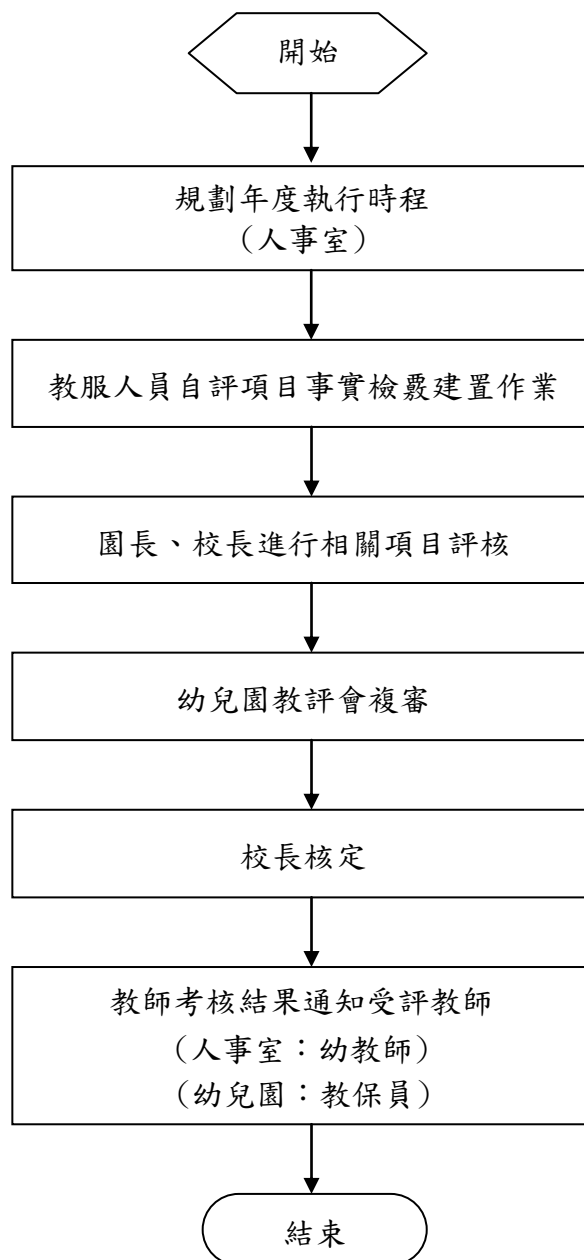 開始
規劃年度執行時程
（人事室）
教服人員自評項目事實檢覈建置作業
園長、校長進行相關項目評核
幼兒園教評會複審
校長核定
教師考核結果通知受評教師
（人事室：幼教師）
（幼兒園：教保員）
結束